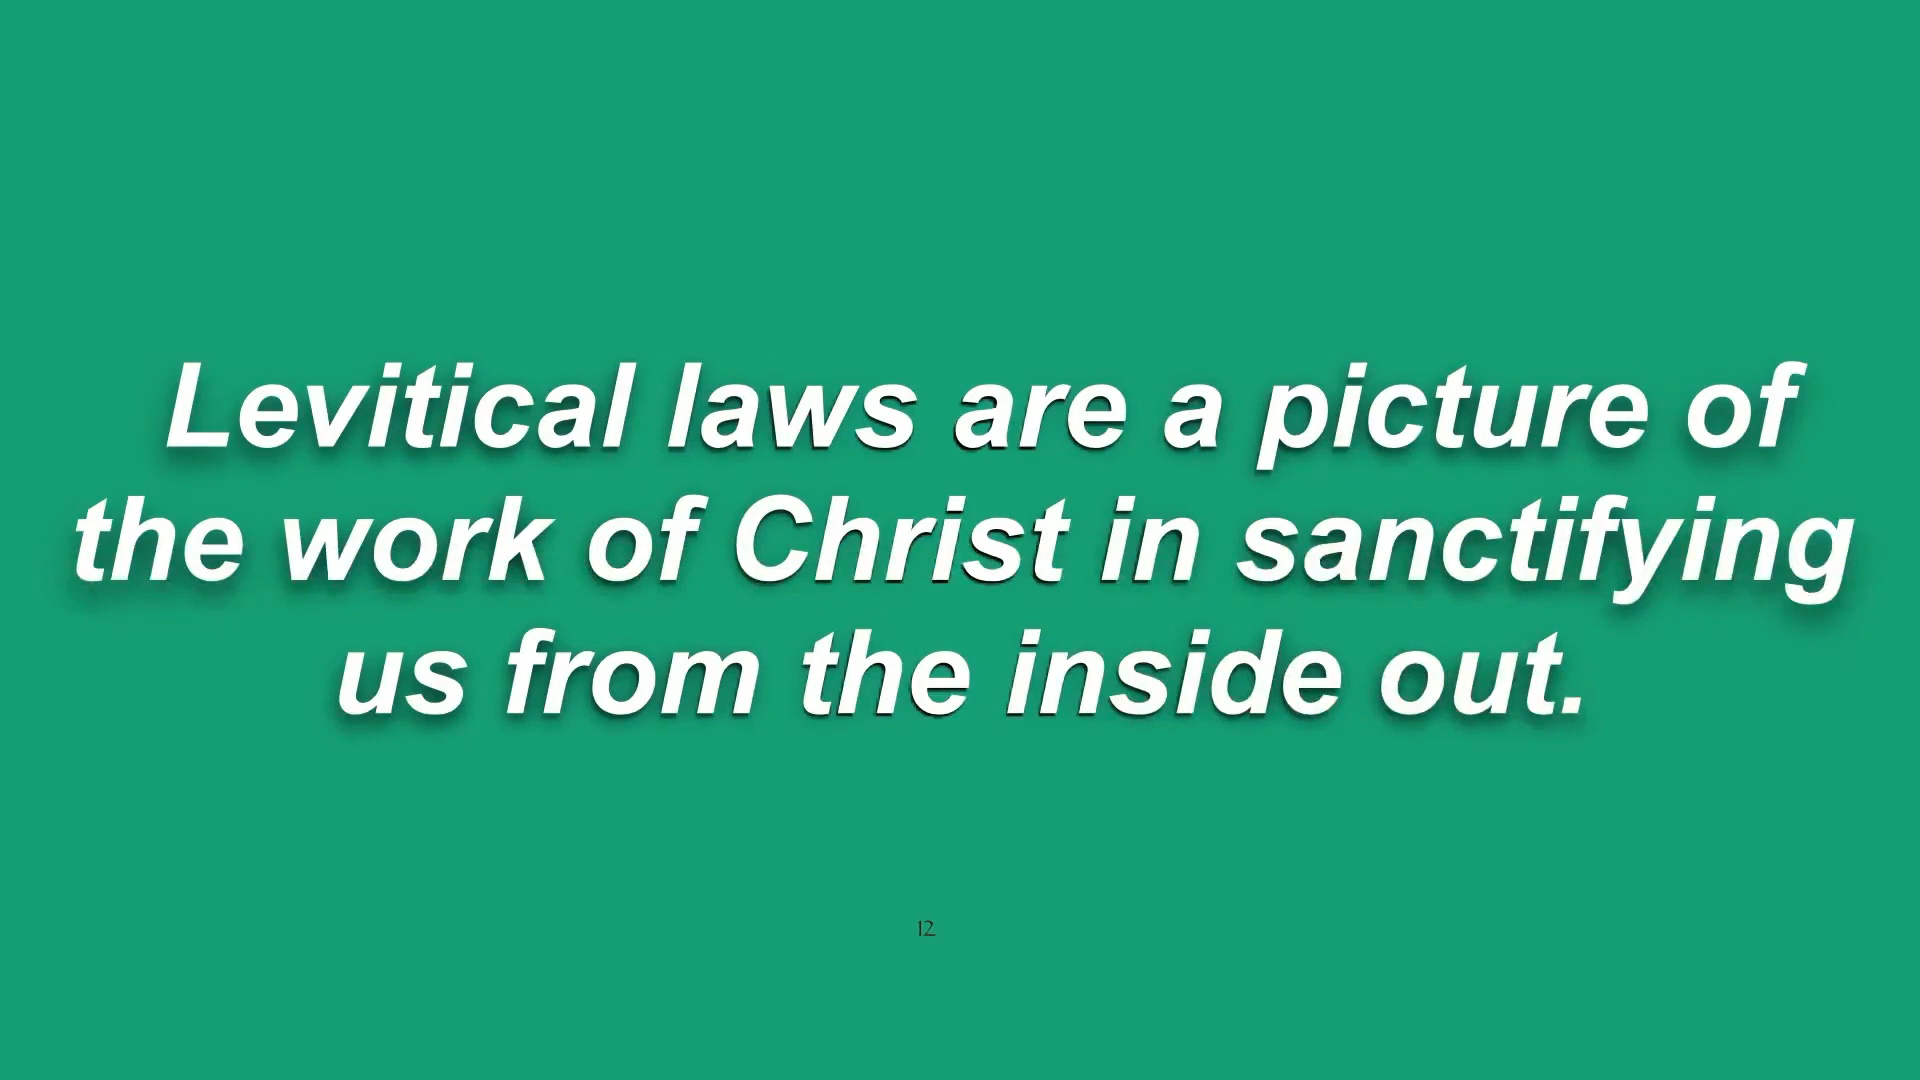 Levitical laws are a picture of
the work of Christ in sanctifying
us from the inside out.
12